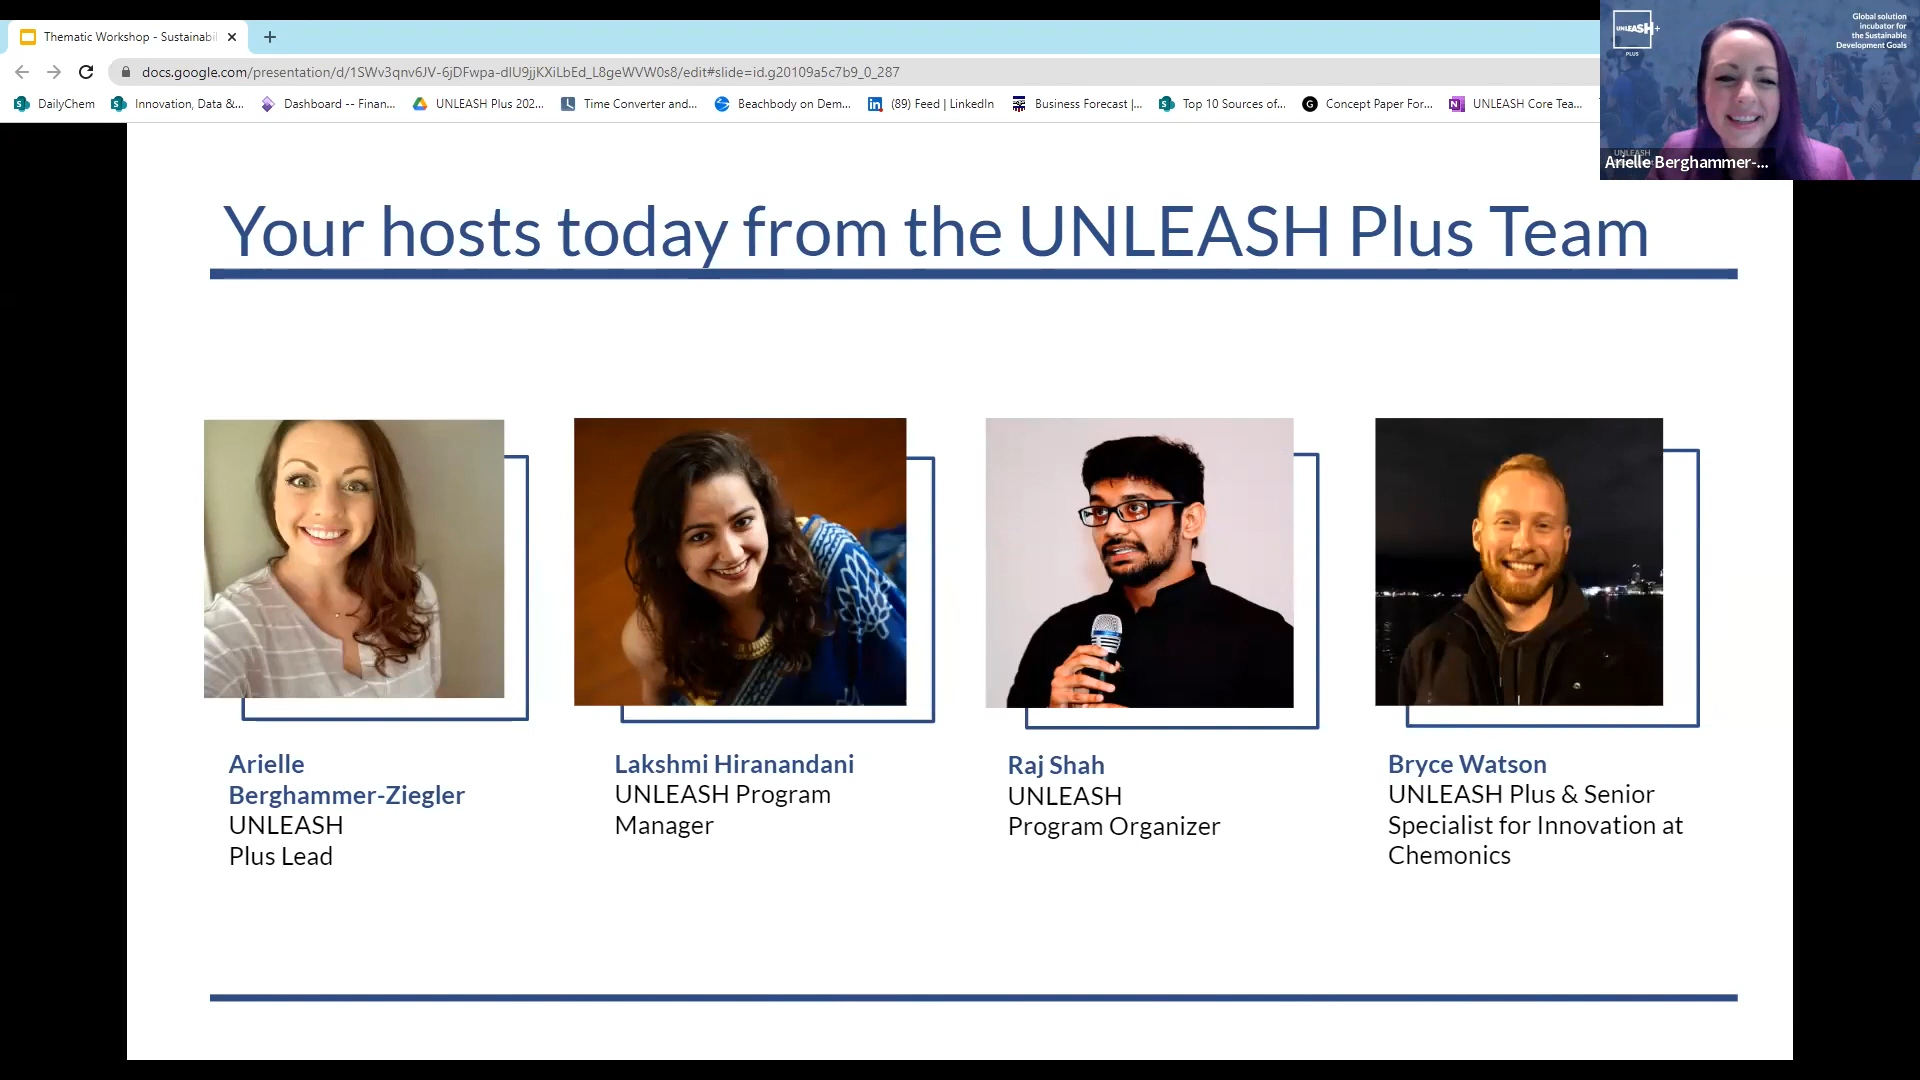 Thematic Workshop - Sustainabil
docs.google.com/presentation/d/1SWv3qnv6JV-6jDFwpa-dIU9jjKXiLbEd_L8geWVW0s8/edit#slide=id.g20109a5c7b9_0_287
DailyChem
Innovation, Data &...
Dashboard -- Finan...
UNLEASH Plus 202...
Time Converter and...
Beachbody on Dem...
(89) Feed | LinkedIn
Business Forecast |...
Top 10 Sources of...
Concept Paper For...
UNLEASH Core Tea...
UNLEASH+
PLUS
Global solution
incubator for
the Sustainable
Development Goals
UNLEASH
Arielle Berghammer-...
Your hosts today from the UNLEASH Plus Team
Arielle
Berghammer-Ziegler
UNLEASH
Plus Lead
Lakshmi Hiranandani
UNLEASH Program
Manager
Raj Shah
UNLEASH
Program Organizer
Bryce Watson
UNLEASH Plus & Senior
Specialist for Innovation at
Chemonics